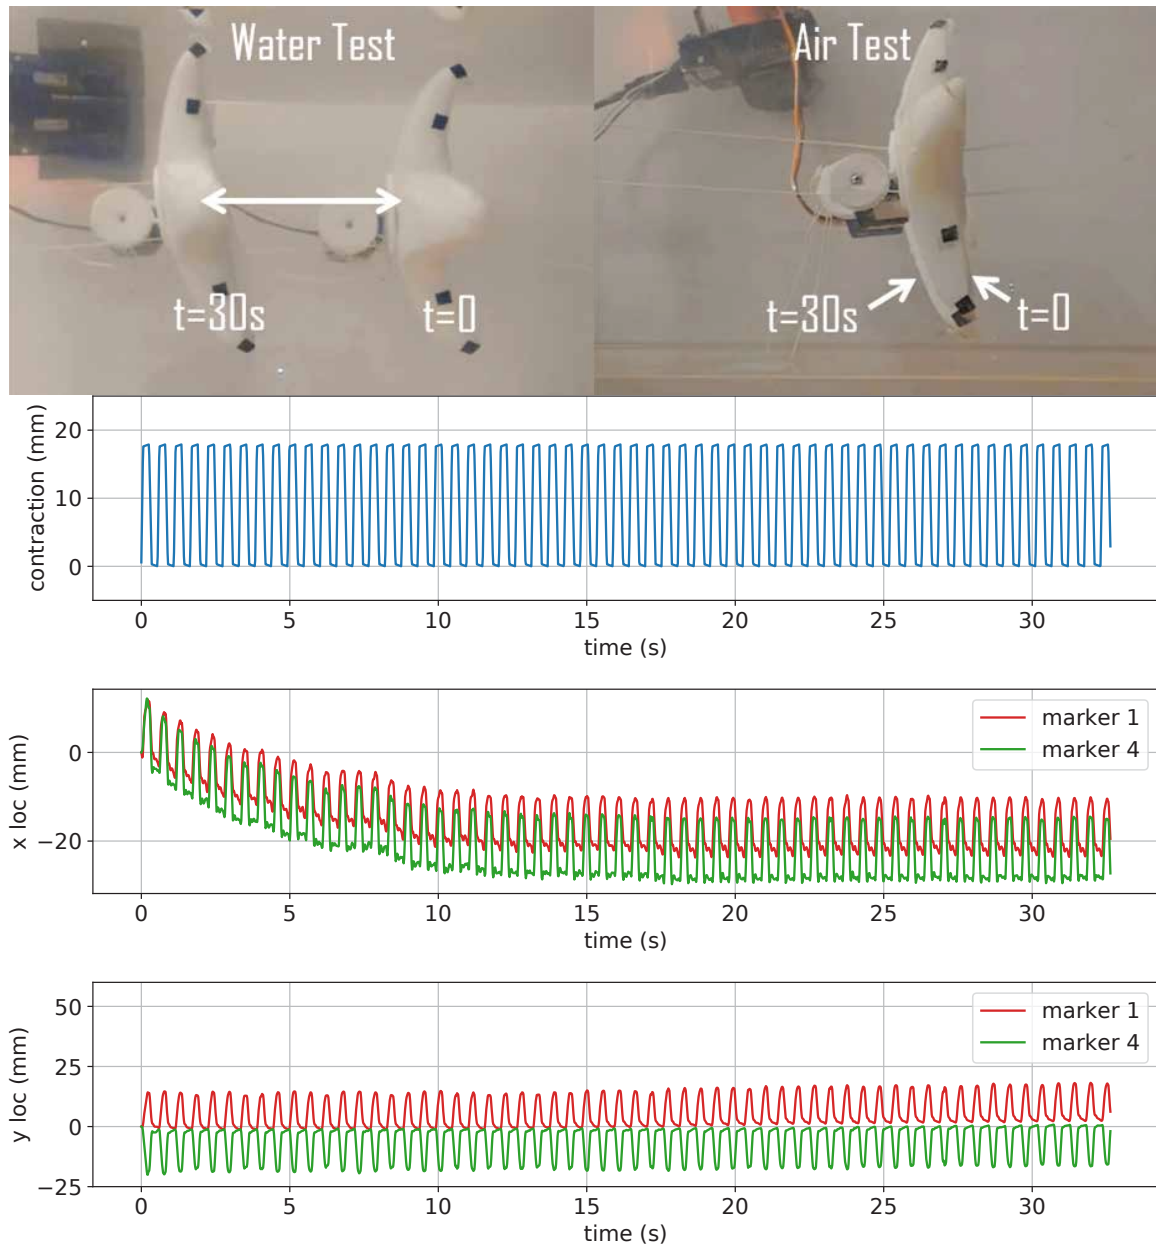 Water Test
Air Test
t=30s
t=0
t=30s
t=0
20
10
0
contraction (mm)
0 5 10 15 20 25 30
time (s)
0
−20
x loc (mm)
marker 1
marker 4
0 5 10 15 20 25 30
time (s)
50
25
0
−25
y loc (mm)
marker 1
marker 4
0 5 10 15 20 25 30
time (s)